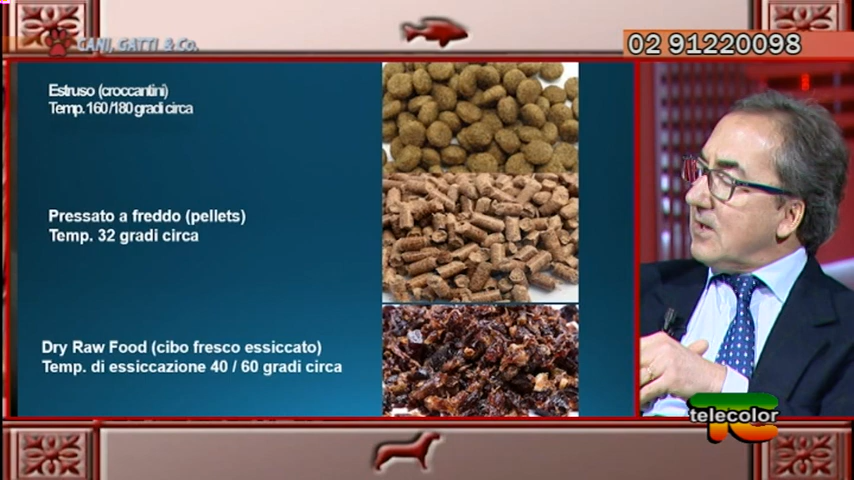 CANI, GATTI & Co.
02 91220098
Estruso (croccantini)
Temp. 160/180 gradi circa
Pressato a freddo (pellets)
Temp. 32 gradi circa
Dry Raw Food (cibo fresco essiccato)
Temp. di essiccazione 40 / 60 gradi circa
telecolor
TC